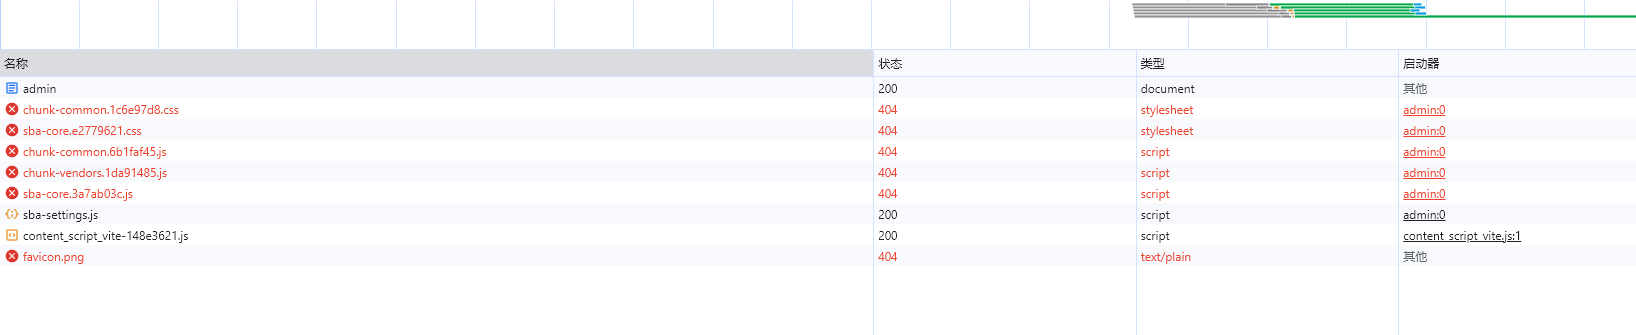 名称 状态 类型 启动器
admin 200 document 其他
chunk-common.1c6e97d8.css 404 stylesheet admin:0
sba-core.e2779621.css 404 stylesheet admin:0
chunk-common.6b1faf45.js 404 script admin:0
chunk-vendors.1da91485.js 404 script admin:0
sba-core.3a7ab03c.js 404 script admin:0
sba-settings.js 200 script admin:0
content_script_vite-148e3621.js 200 script content_script_vite.js:1
favicon.png 404 text/plain 其他